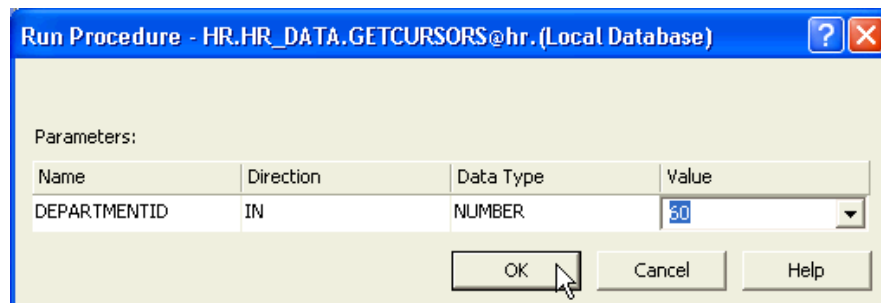 Run Procedure - HR.HR_DATA.GETCURSORS@hr.(Local Database)
Parameters:
Name Direction Data Type Value
DEPARTMENTID IN NUMBER 60
OK Cancel Help